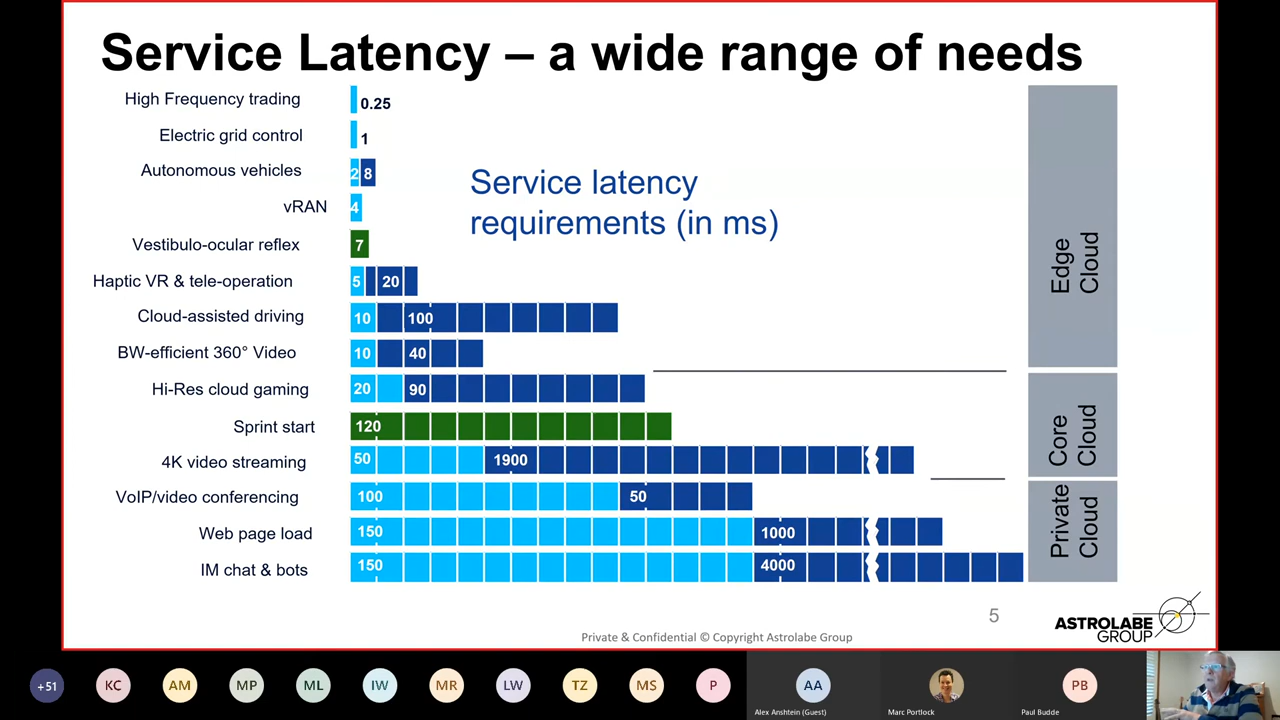 Service Latency – a wide range of needs
High Frequency trading 0.25
Electric grid control 1
Autonomous vehicles 2 8
vRAN 4
Vestibulo-ocular reflex 7
Haptic VR & tele-operation 5 20
Cloud-assisted driving 10 100
BW-efficient 360° Video 10 40
Hi-Res cloud gaming 20 90
Sprint start 120
4K video streaming 50 1900
VoIP/video conferencing 100 50
Web page load 150 1000
IM chat & bots 150 4000
Service latency
requirements (in ms)
Edge
Cloud
Core
Cloud
Private
Cloud
5
Private & Confidential © Copyright Astrolabe Group
ASTROLABE
GROUP
+51 KC AM MP ML IW MR LW TZ MS P AA PB
Alex Anshtein (Guest) Marc Portlock Paul Budde